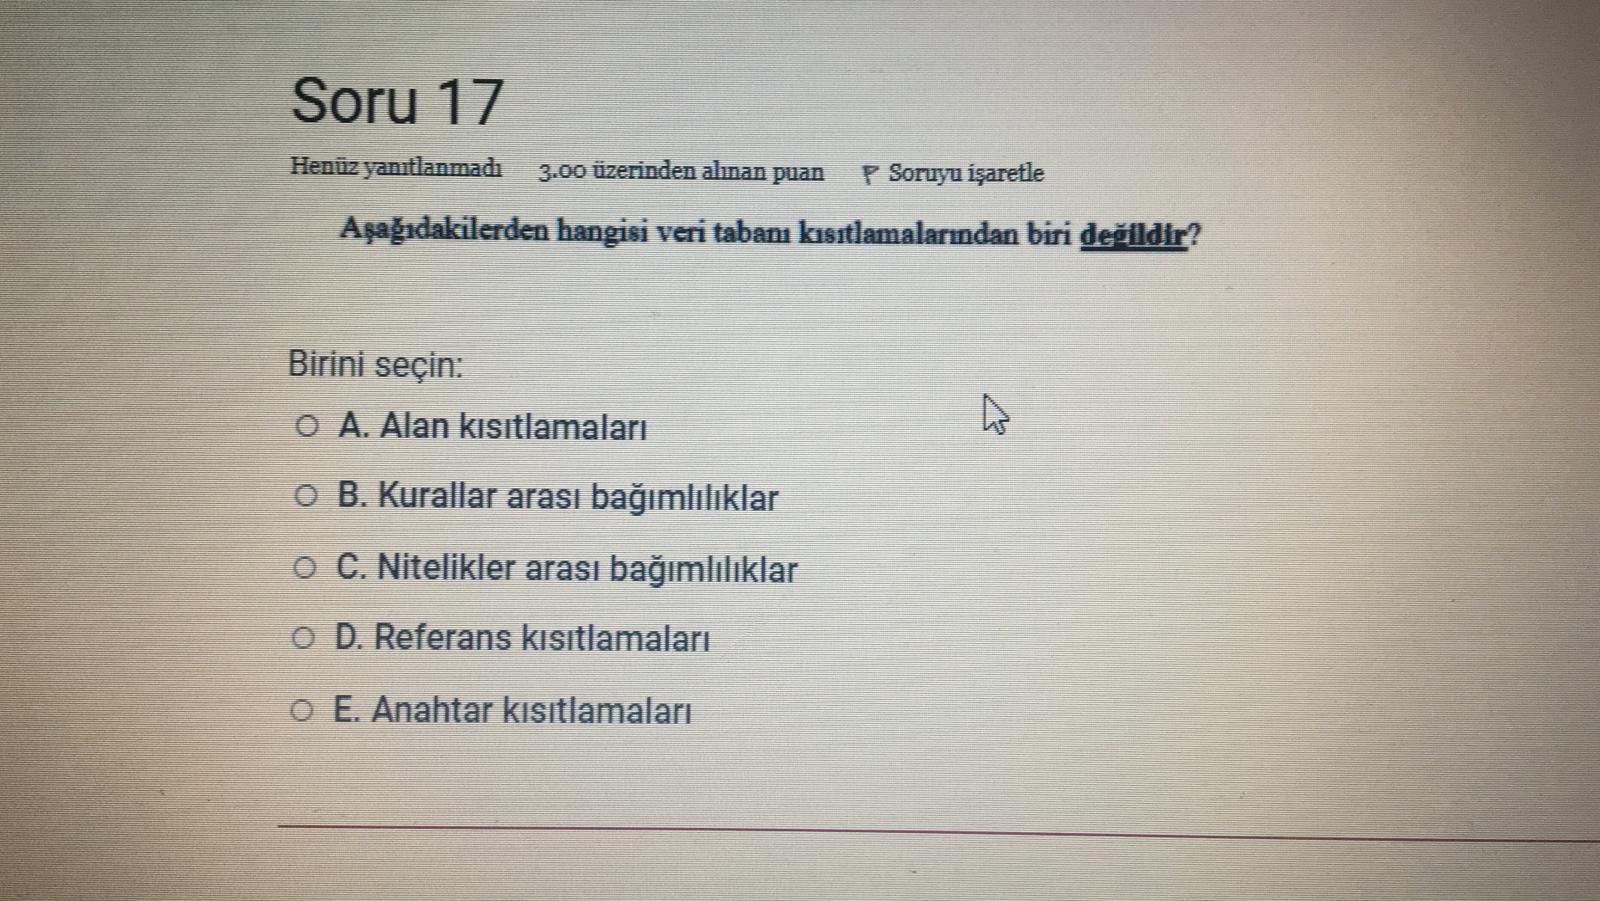 Soru 17
Henüz yanıtlanmadı 3.00 üzerinden alınan puan Soruyu işaretle
Aşağıdakilerden hangisi veri tabanı kısıtlamalarından biri değildir?
Birini seçin:
A. Alan kısıtlamaları
B. Kurallar arası bağımlılıklar
C. Nitelikler arası bağımlılıklar
D. Referans kısıtlamaları
E. Anahtar kısıtlamaları